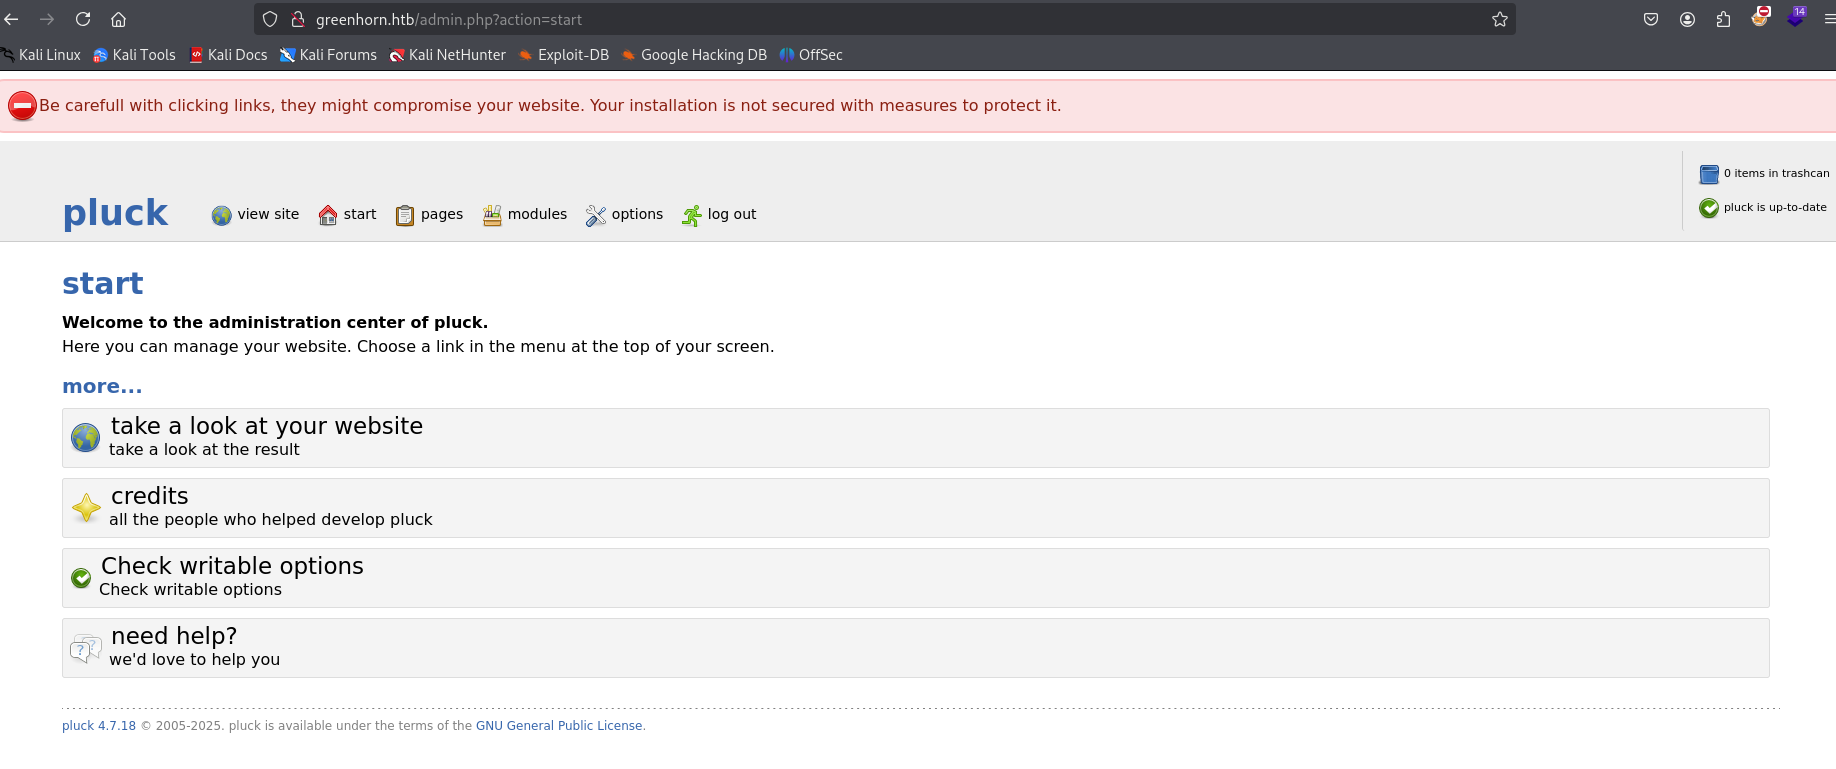 greenhorn.htb/admin.php?action=start
14
Kali Linux Kali Tools Kali Docs Kali Forums Kali NetHunter Exploit-DB Google Hacking DB OffSec
Be carefull with clicking links, they might compromise your website. Your installation is not secured with measures to protect it.
0 items in trashcan
pluck is up-to-date
pluck view site start pages modules options log out
start
Welcome to the administration center of pluck.
Here you can manage your website. Choose a link in the menu at the top of your screen.
more...
take a look at your website
take a look at the result
credits
all the people who helped develop pluck
Check writable options
Check writable options
need help?
we'd love to help you
pluck 4.7.18 © 2005-2025. pluck is available under the terms of the GNU General Public License.